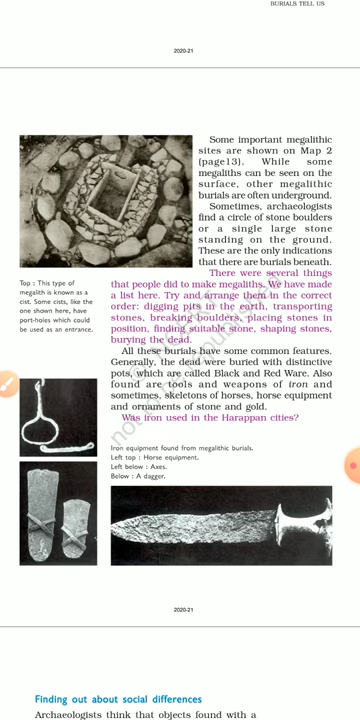 BURIALS TELL US
2020-21
Some important megalithic
sites are shown on Map 2
(page13). While some
megaliths can be seen on the
surface, other megalithic
burials are often underground.
Sometimes, archaeologists
find a circle of stone boulders
or a single large stone
standing on the ground.
These are the only indications
that there are burials beneath.
There were several things
that people did to make megaliths. We have made
a list here. Try and arrange them in the correct
order: digging pits in the earth, transporting
stones, breaking boulders, placing stones in
position, finding suitable stone, shaping stones,
burying the dead.
All these burials have some common features.
Generally, the dead were buried with distinctive
pots, which are called Black and Red Ware. Also
found are tools and weapons of iron and
sometimes, skeletons of horses, horse equipment
and ornaments of stone and gold.
Was iron used in the Harappan cities?
Top : This type of
megalith is known as a
cist. Some cists, like the
one shown here, have
port-holes which could
be used as an entrance.
Iron equipment found from megalithic burials.
Left top : Horse equipment.
Left below : Axes.
Below : A dagger.
2020-21
Finding out about social differences
Archaeologists think that objects found with a